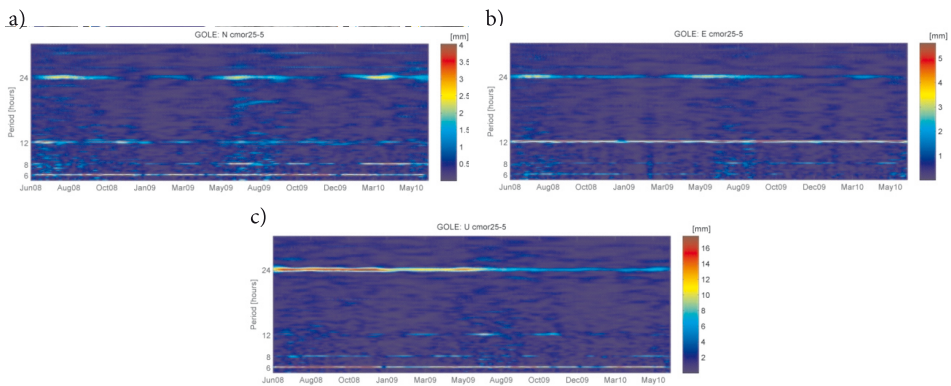 a)
GOLE: N cmor25-5
[mm]
4
3.5
3
2.5
2
1.5
1
0.5
Period [hours]
24
12
8
6
Jun08 Aug08 Oct08 Jan09 Mar09 May09 Aug09 Oct09 Dec09 Mar10 May10
b)
GOLE: E cmor25-5
[mm]
5
4
3
2
1
Period [hours]
24
12
8
6
Jun08 Aug08 Oct08 Jan09 Mar09 May09 Aug09 Oct09 Dec09 Mar10 May10
c)
GOLE: U cmor25-5
[mm]
16
14
12
10
8
6
4
2
Period [hours]
24
12
8
6
Jun08 Aug08 Oct08 Jan09 Mar09 May09 Aug09 Oct09 Dec09 Mar10 May10